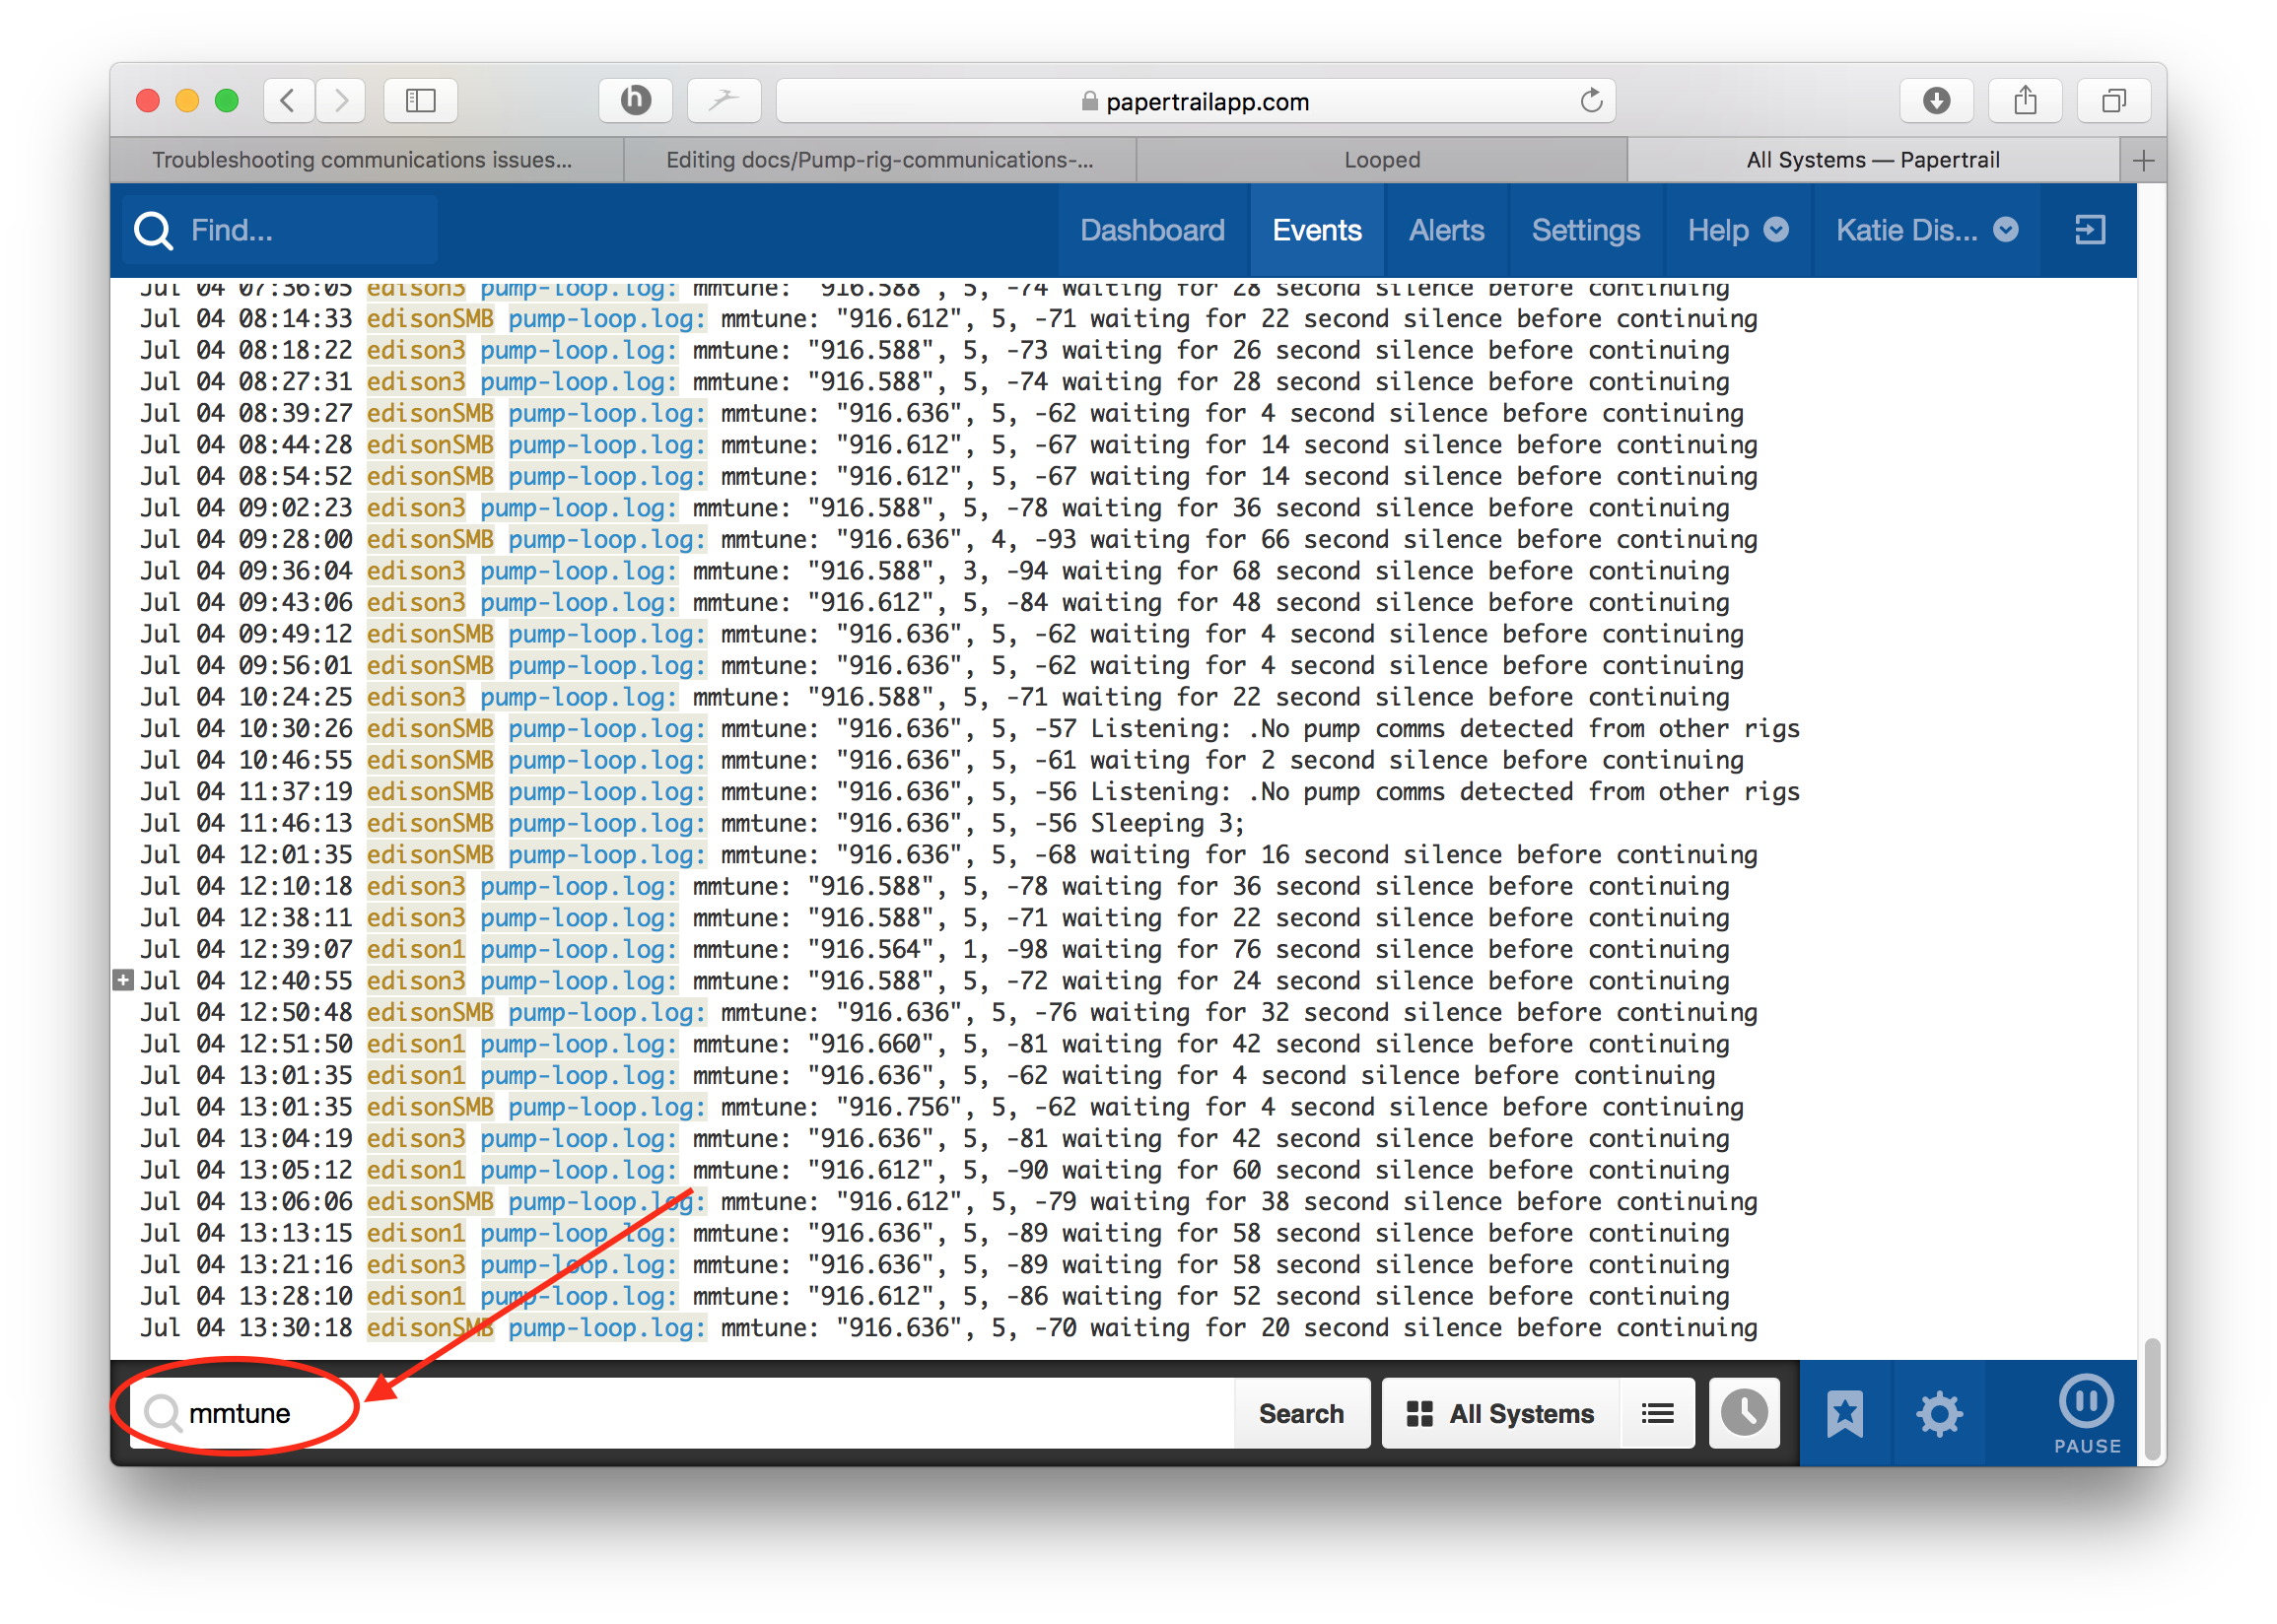 papertrailapp.com
Troubleshooting communications issues...
Editing docs/Pump-rig-communications-...
Looped
All Systems — Papertrail
Find...
Dashboard
Events
Alerts
Settings
Help
Katie Dis...
Jul 04 07:36:05 edison3 pump-loop.log: mmtune: "916.588", 5, -74 waiting for 28 second silence before continuing
Jul 04 08:14:33 edisonSMB pump-loop.log: mmtune: "916.612", 5, -71 waiting for 22 second silence before continuing
Jul 04 08:18:22 edison3 pump-loop.log: mmtune: "916.588", 5, -73 waiting for 26 second silence before continuing
Jul 04 08:27:31 edison3 pump-loop.log: mmtune: "916.588", 5, -74 waiting for 28 second silence before continuing
Jul 04 08:39:27 edisonSMB pump-loop.log: mmtune: "916.636", 5, -62 waiting for 4 second silence before continuing
Jul 04 08:44:28 edisonSMB pump-loop.log: mmtune: "916.612", 5, -67 waiting for 14 second silence before continuing
Jul 04 08:54:52 edisonSMB pump-loop.log: mmtune: "916.612", 5, -67 waiting for 14 second silence before continuing
Jul 04 09:02:23 edison3 pump-loop.log: mmtune: "916.588", 5, -78 waiting for 36 second silence before continuing
Jul 04 09:28:00 edisonSMB pump-loop.log: mmtune: "916.636", 4, -93 waiting for 66 second silence before continuing
Jul 04 09:36:04 edison3 pump-loop.log: mmtune: "916.588", 3, -94 waiting for 68 second silence before continuing
Jul 04 09:43:06 edison3 pump-loop.log: mmtune: "916.612", 5, -84 waiting for 48 second silence before continuing
Jul 04 09:49:12 edisonSMB pump-loop.log: mmtune: "916.636", 5, -62 waiting for 4 second silence before continuing
Jul 04 09:56:01 edisonSMB pump-loop.log: mmtune: "916.636", 5, -62 waiting for 4 second silence before continuing
Jul 04 10:24:25 edison3 pump-loop.log: mmtune: "916.588", 5, -71 waiting for 22 second silence before continuing
Jul 04 10:30:26 edisonSMB pump-loop.log: mmtune: "916.636", 5, -57 Listening: .No pump comms detected from other rigs
Jul 04 10:46:55 edisonSMB pump-loop.log: mmtune: "916.636", 5, -61 waiting for 2 second silence before continuing
Jul 04 11:37:19 edisonSMB pump-loop.log: mmtune: "916.636", 5, -56 Listening: .No pump comms detected from other rigs
Jul 04 11:46:13 edisonSMB pump-loop.log: mmtune: "916.636", 5, -56 Sleeping 3;
Jul 04 12:01:35 edisonSMB pump-loop.log: mmtune: "916.636", 5, -68 waiting for 16 second silence before continuing
Jul 04 12:10:18 edison3 pump-loop.log: mmtune: "916.588", 5, -78 waiting for 36 second silence before continuing
Jul 04 12:38:11 edison3 pump-loop.log: mmtune: "916.588", 5, -71 waiting for 22 second silence before continuing
Jul 04 12:39:07 edison1 pump-loop.log: mmtune: "916.564", 1, -98 waiting for 76 second silence before continuing
Jul 04 12:40:55 edison3 pump-loop.log: mmtune: "916.588", 5, -72 waiting for 24 second silence before continuing
Jul 04 12:50:48 edisonSMB pump-loop.log: mmtune: "916.636", 5, -76 waiting for 32 second silence before continuing
Jul 04 12:51:50 edison1 pump-loop.log: mmtune: "916.660", 5, -81 waiting for 42 second silence before continuing
Jul 04 13:01:35 edison1 pump-loop.log: mmtune: "916.636", 5, -62 waiting for 4 second silence before continuing
Jul 04 13:01:35 edisonSMB pump-loop.log: mmtune: "916.756", 5, -62 waiting for 4 second silence before continuing
Jul 04 13:04:19 edison3 pump-loop.log: mmtune: "916.636", 5, -81 waiting for 42 second silence before continuing
Jul 04 13:05:12 edison1 pump-loop.log: mmtune: "916.612", 5, -90 waiting for 60 second silence before continuing
Jul 04 13:06:06 edisonSMB pump-loop.log: mmtune: "916.612", 5, -79 waiting for 38 second silence before continuing
Jul 04 13:13:15 edison1 pump-loop.log: mmtune: "916.636", 5, -89 waiting for 58 second silence before continuing
Jul 04 13:21:16 edison3 pump-loop.log: mmtune: "916.636", 5, -89 waiting for 58 second silence before continuing
Jul 04 13:28:10 edison1 pump-loop.log: mmtune: "916.612", 5, -86 waiting for 52 second silence before continuing
Jul 04 13:30:18 edisonSMB pump-loop.log: mmtune: "916.636", 5, -70 waiting for 20 second silence before continuing
mmtune
Search
All Systems
PAUSE